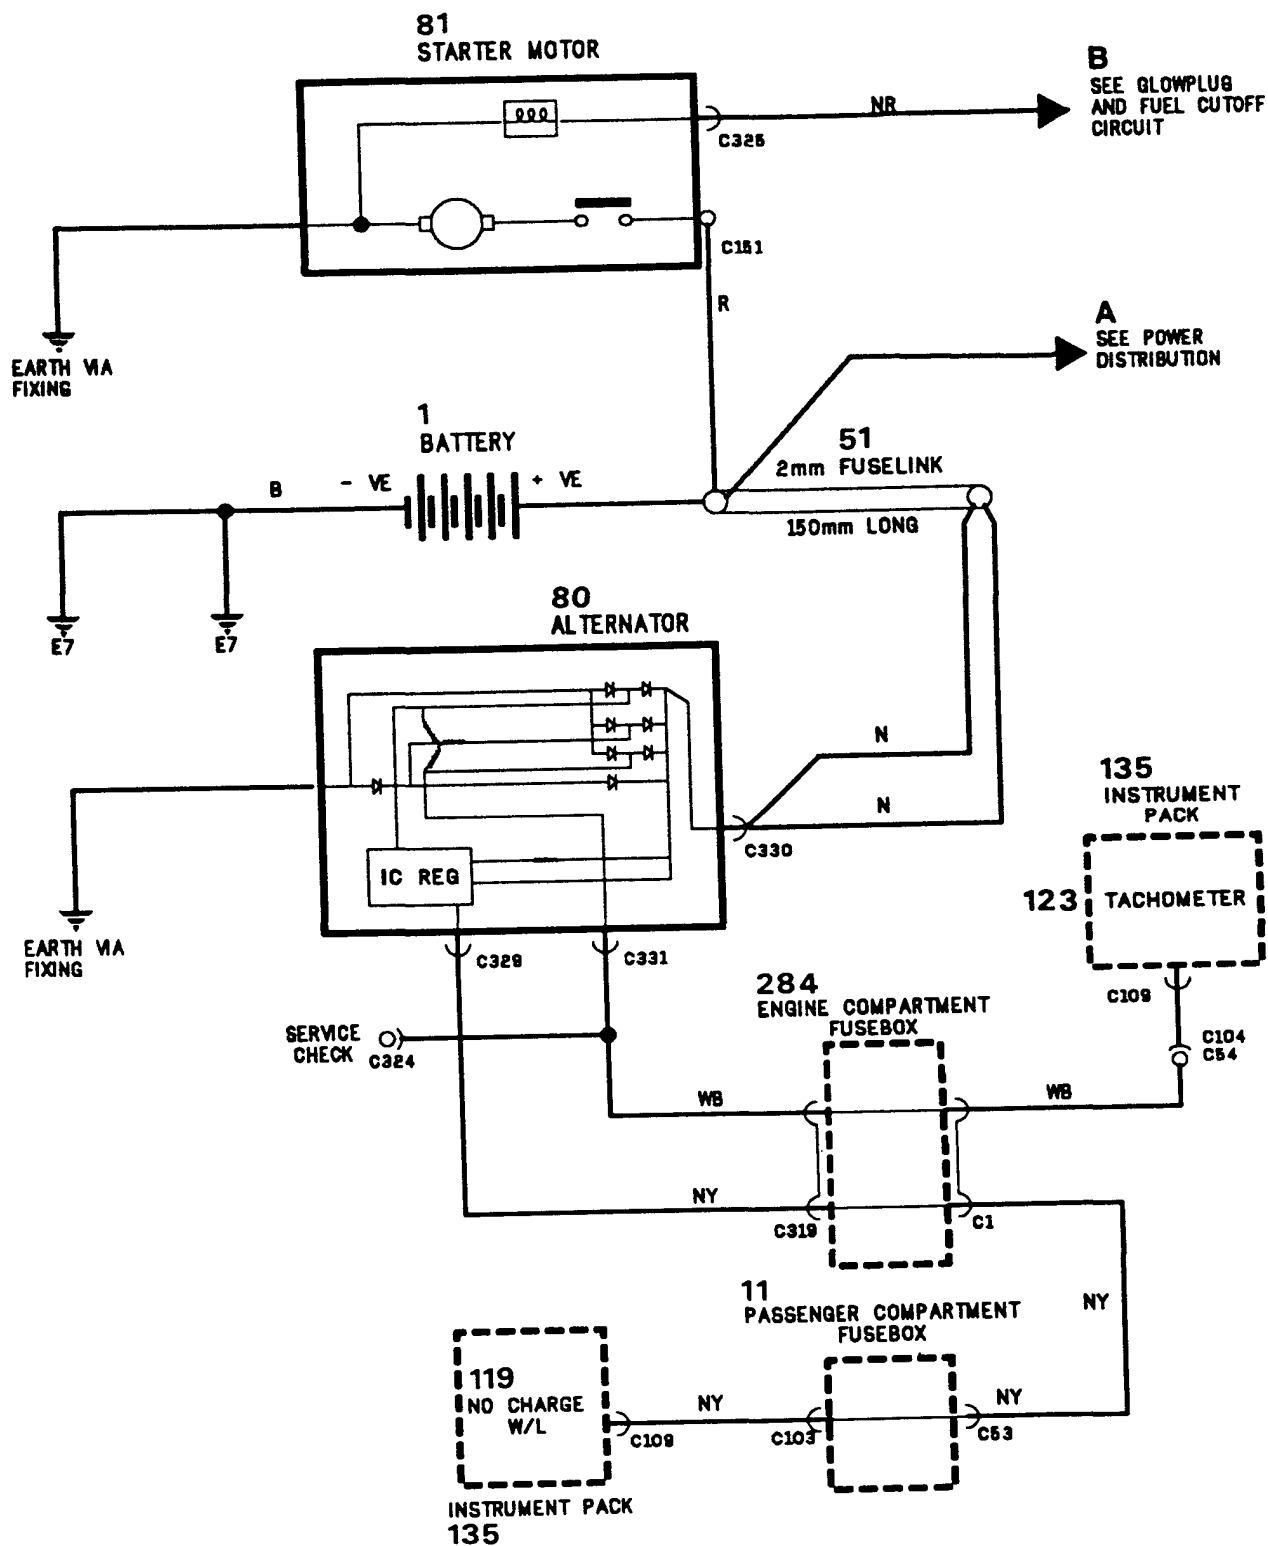 81
STARTER MOTOR
B
SEE GLOWPLUG
AND FUEL CUTOFF
CIRCUIT
NR
C325
C151
R
EARTH VIA
FIXING
A
SEE POWER
DISTRIBUTION
1
BATTERY
B
- VE
+ VE
51
2mm FUSELINK
150mm LONG
E7
E7
80
ALTERNATOR
N
N
C330
IC REG
EARTH VIA
FIXING
C329
C331
135
INSTRUMENT
PACK
123
TACHOMETER
C109
C104
C54
284
ENGINE COMPARTMENT
FUSEBOX
SERVICE
CHECK
C324
WB
WB
NY
C319
C1
NY
11
PASSENGER COMPARTMENT
FUSEBOX
119
NO CHARGE
W/L
C109
NY
C103
NY
C53
INSTRUMENT PACK
135